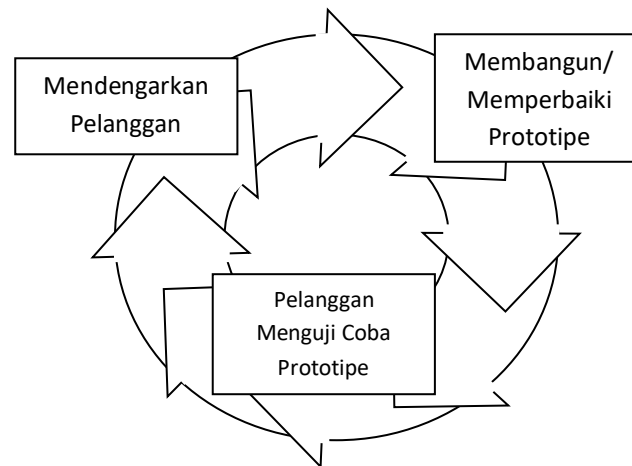 Mendengarkan
Pelanggan
Membangun/
Memperbaiki
Prototipe
Pelanggan
Menguji Coba
Prototipe